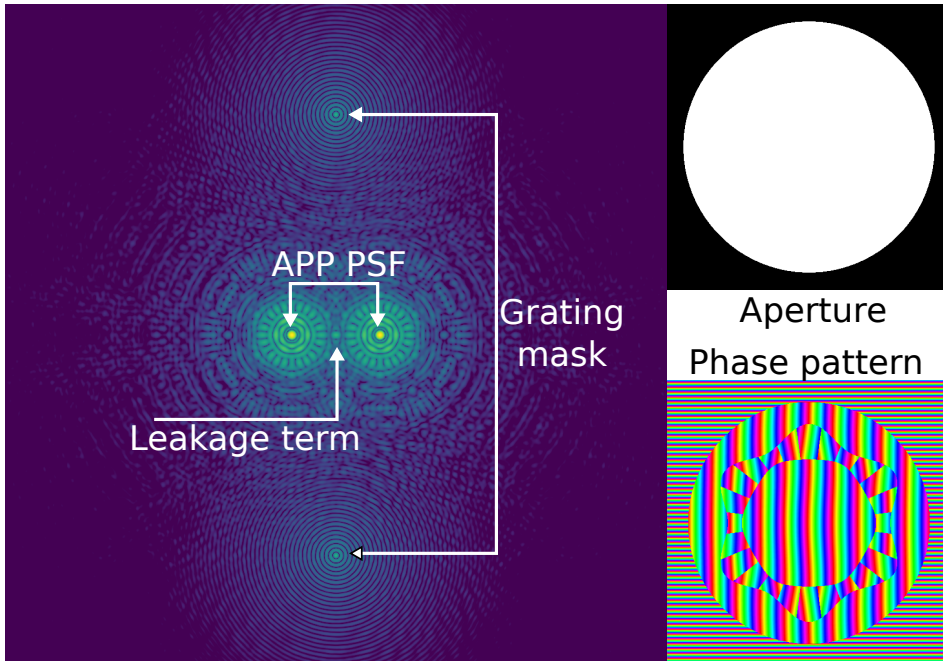 APP PSF
Grating
mask
Leakage term
Aperture
Phase pattern